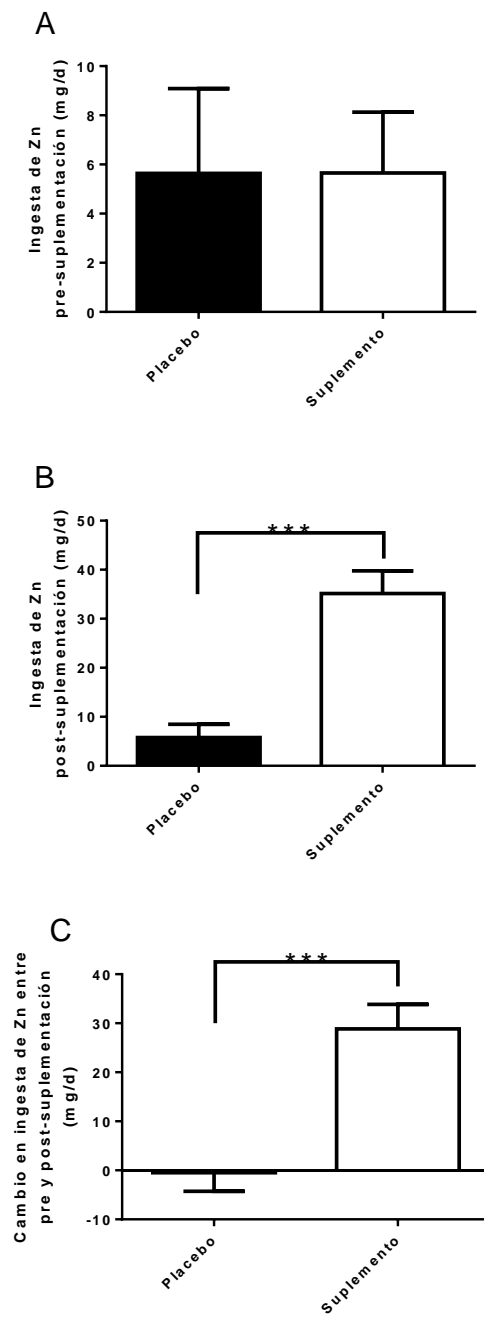 A
Ingesta de Zn
pre-suplementación (mg/d)
10
8
6
4
2
0
Placebo
Suplemento
B
Ingesta de Zn
post-suplementación (mg/d)
50
40
30
20
10
0
***
Placebo
Suplemento
C
Cambio en ingesta de Zn entre
pre y post-suplementación
(mg/d)
40
30
20
10
0
-10
***
Placebo
Suplemento